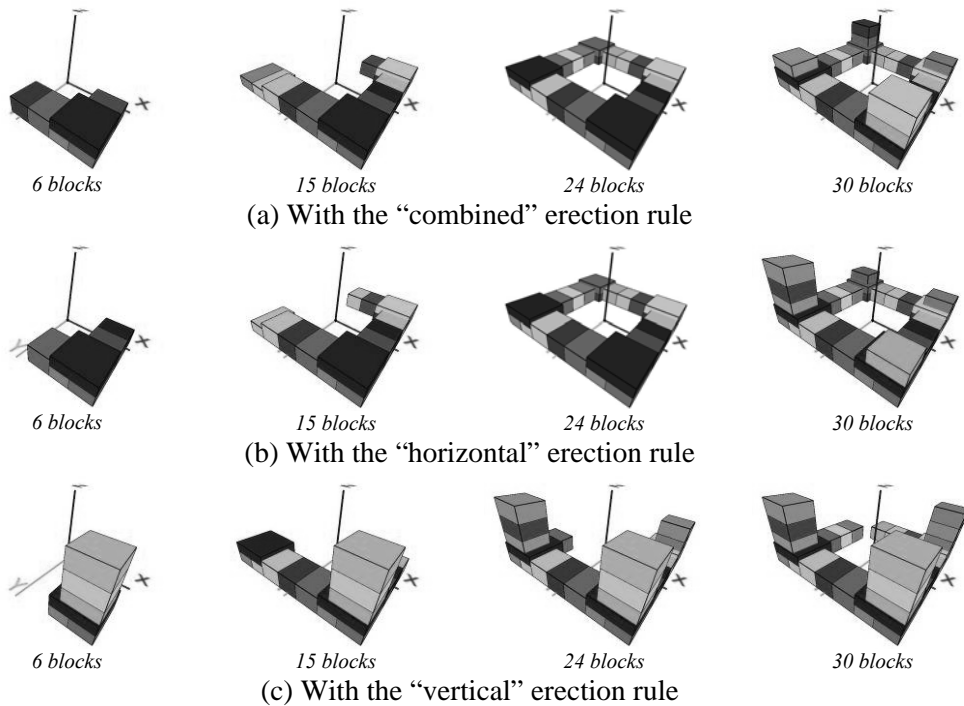 Z
X
Z
X
Z
X
Z
X
6 blocks
15 blocks
24 blocks
30 blocks
(a) With the “combined” erection rule
Z
Y
X
Z
X
Z
X
Z
X
6 blocks
15 blocks
24 blocks
30 blocks
(b) With the “horizontal” erection rule
Z
Y
X
Z
X
Z
X
Z
X
6 blocks
15 blocks
24 blocks
30 blocks
(c) With the “vertical” erection rule